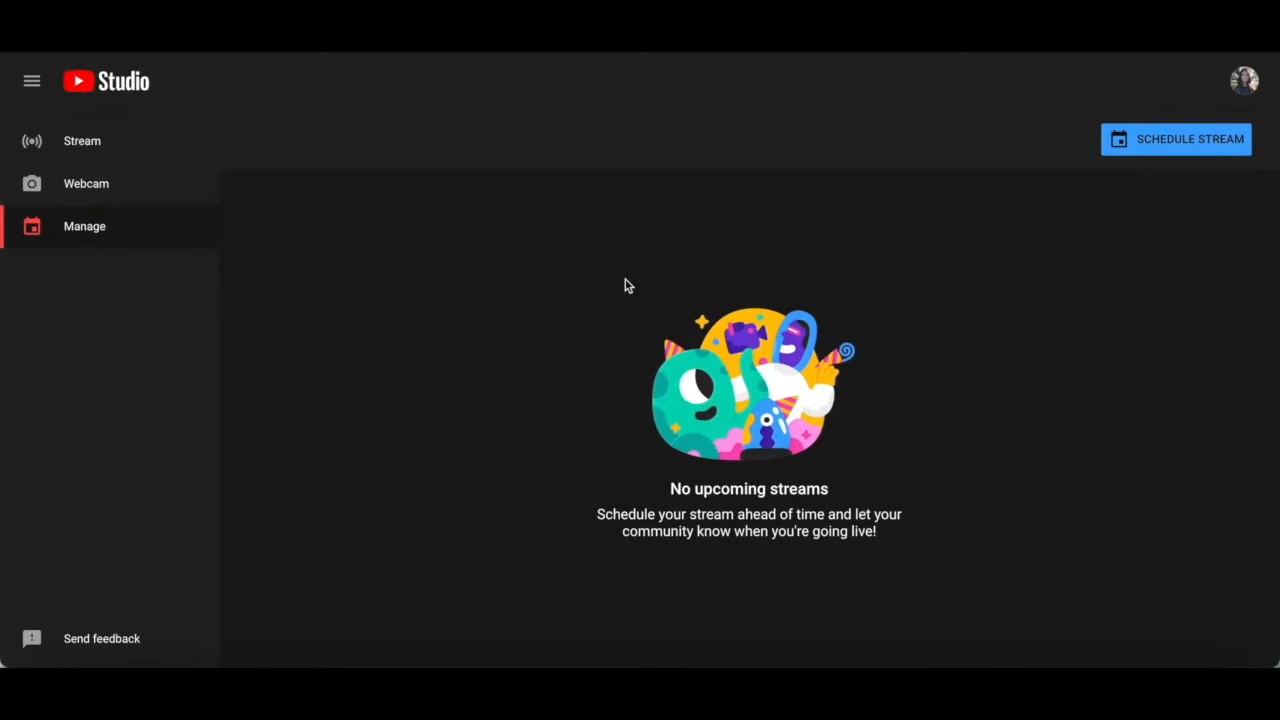 Studio
Stream
SCHEDULE STREAM
Webcam
Manage
No upcoming streams
Schedule your stream ahead of time and let your
community know when you're going live!
Send feedback